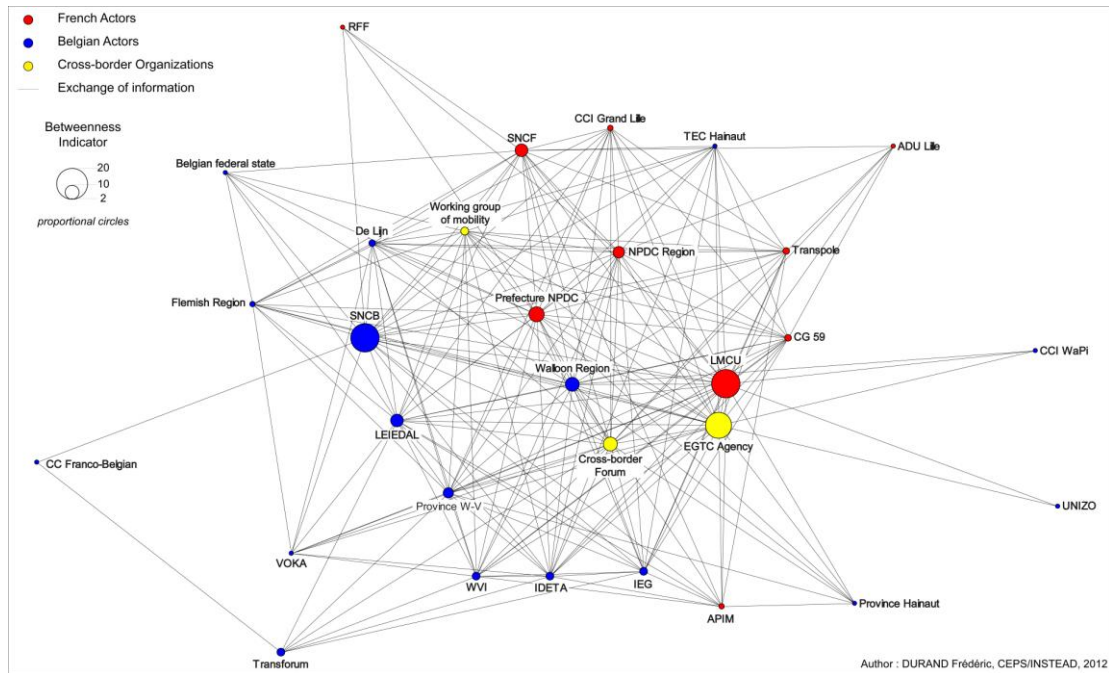 French Actors
Belgian Actors
Cross-border Organizations
Exchange of information
Betweenness
Indicator
20
10
2
proportional circles
RFF
CCI Grand Lille
SNCF
TEC Hainaut
ADU Lille
Belgian federal state
Working group
of mobility
De Lijn
NPDC Region
Transpole
Flemish Region
Prefecture NPDC
SNCB
CG 59
CCI WaPi
LMCU
Walloon Region
LEIEDAL
EGTC Agency
Cross-border
Forum
CC Franco-Belgian
Province W-V
UNIZO
VOKA
WVI
IDETA
IEG
Province Hainaut
APIM
Transforum
Author : DURAND Frédéric, CEPS/INSTEAD, 2012